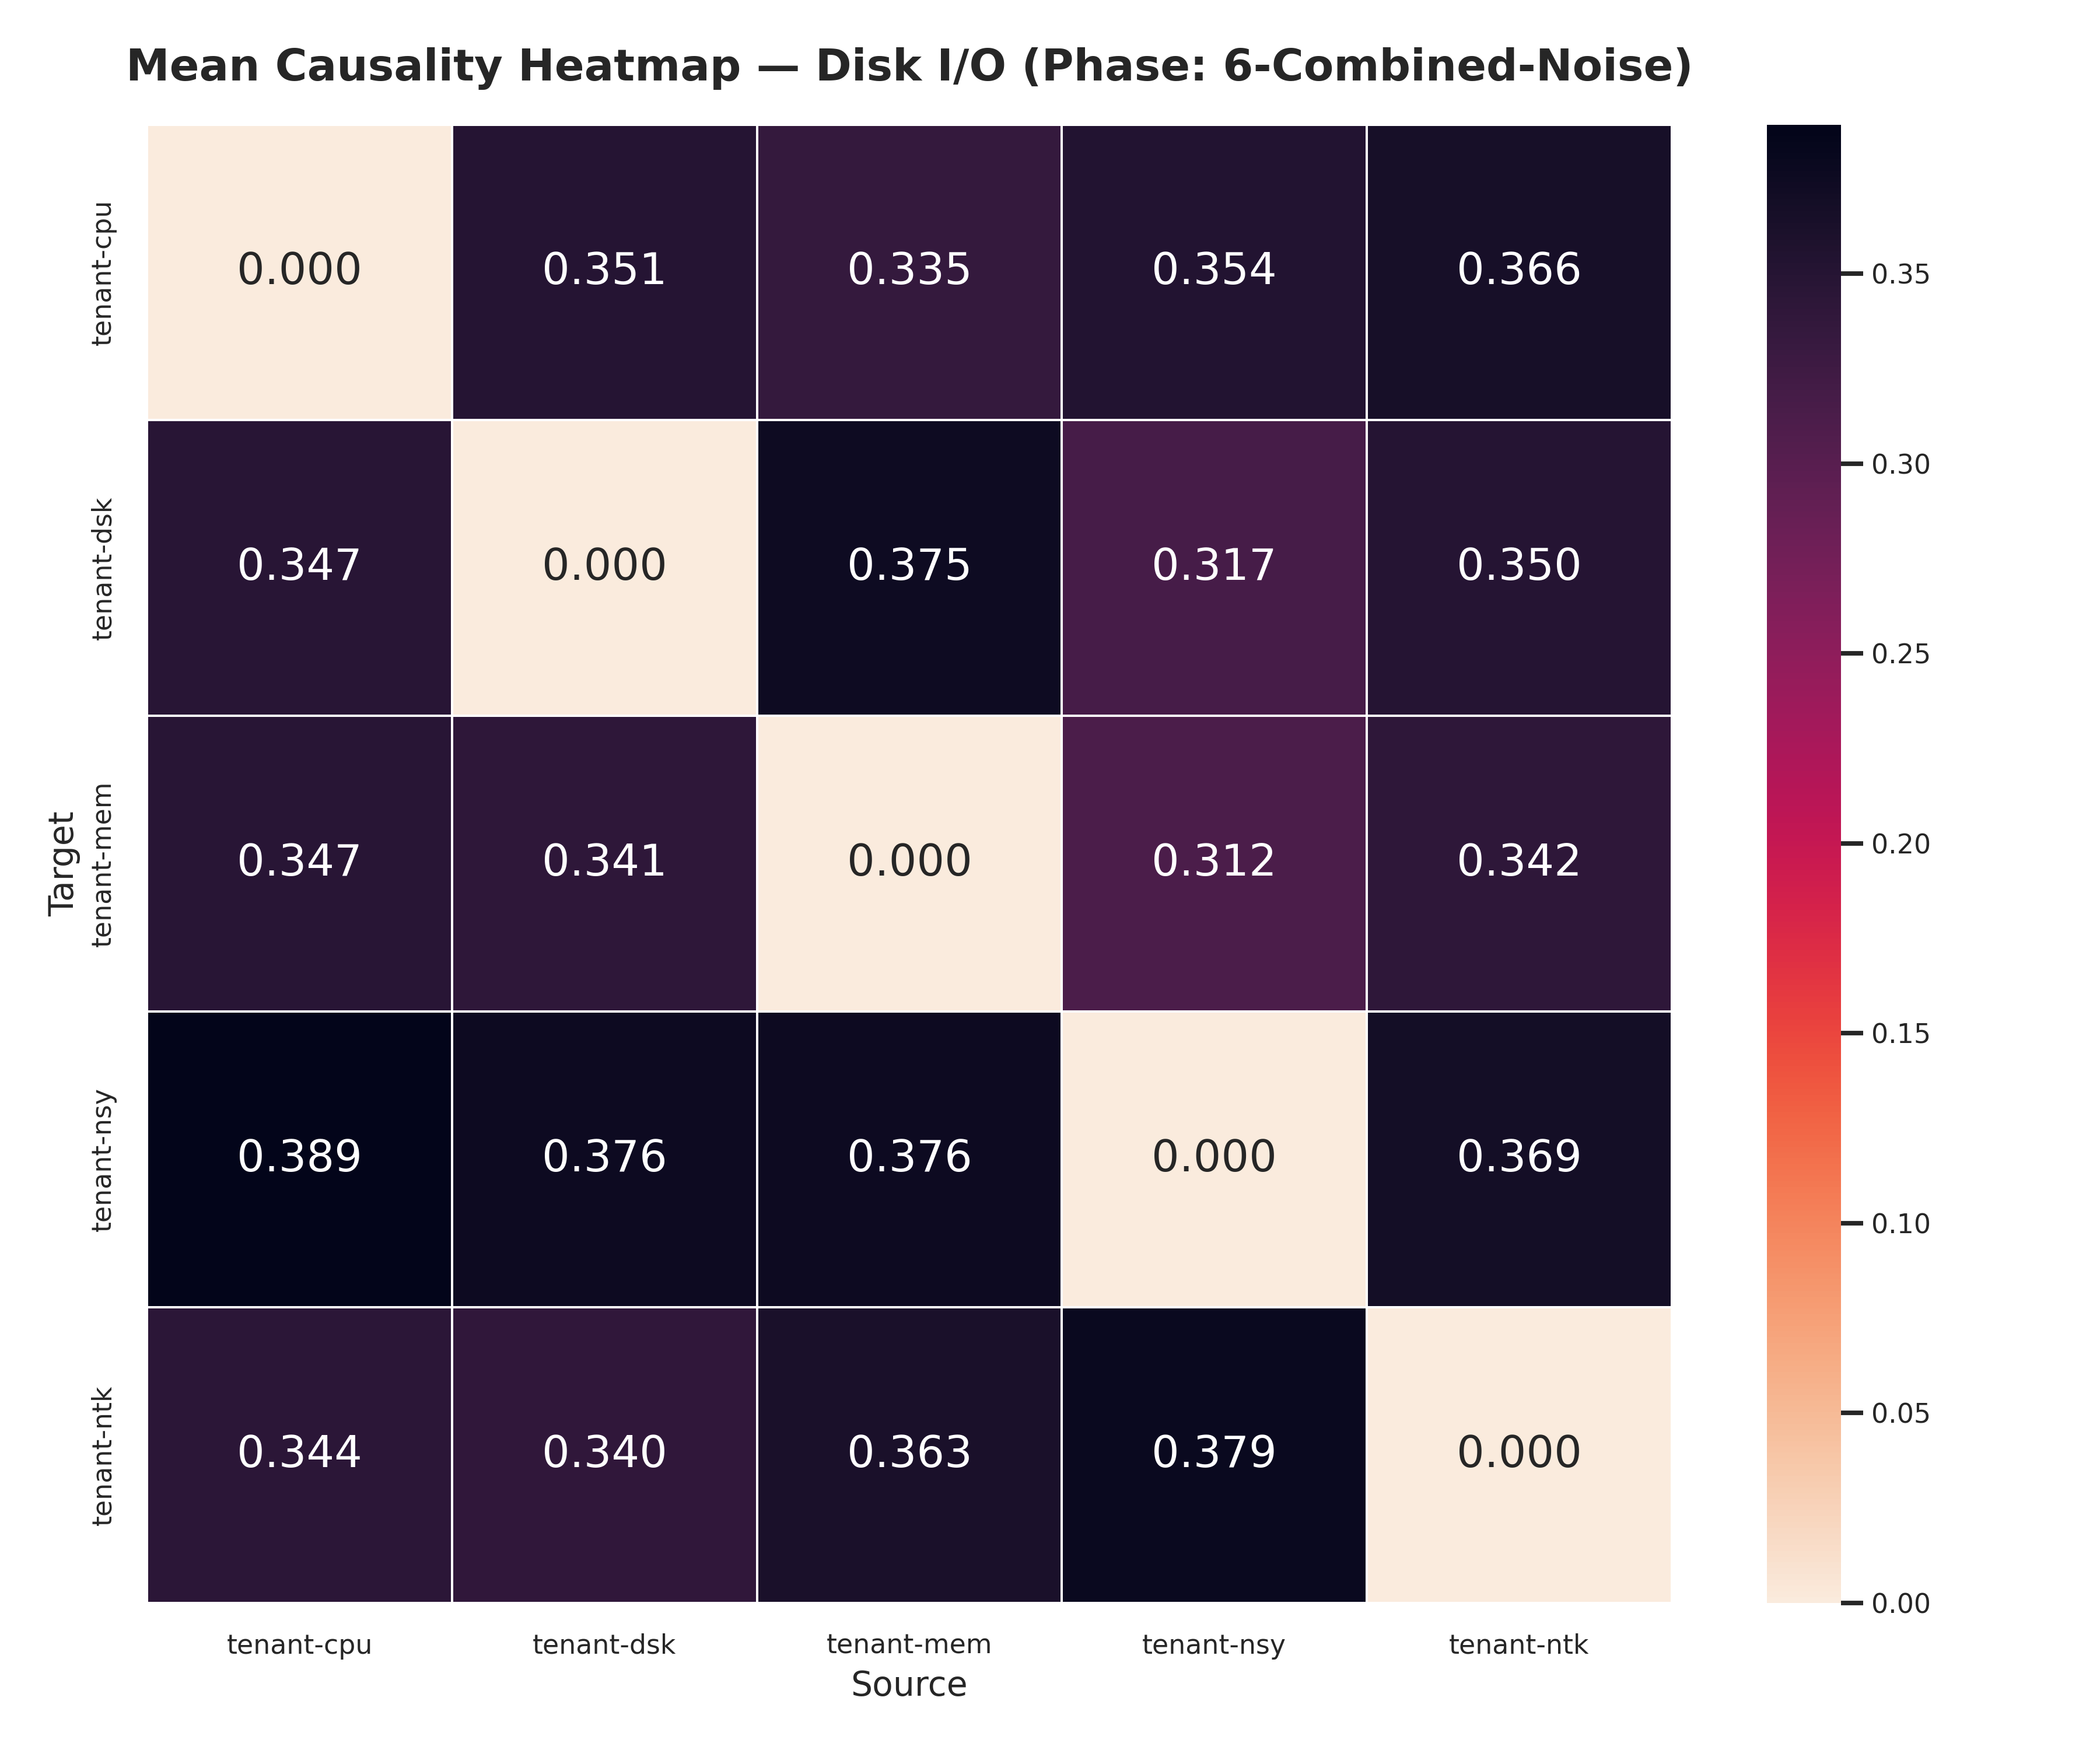 Mean Causality Heatmap — Disk I/O (Phase: 6-Combined-Noise)
Target
tenant-cpu
0.000 0.351 0.335 0.354 0.366
tenant-dsk
0.347 0.000 0.375 0.317 0.350
tenant-mem
0.347 0.341 0.000 0.312 0.342
tenant-nsy
0.389 0.376 0.376 0.000 0.369
tenant-ntk
0.344 0.340 0.363 0.379 0.000
tenant-cpu tenant-dsk tenant-mem tenant-nsy tenant-ntk
Source
0.35
0.30
0.25
0.20
0.15
0.10
0.05
0.00